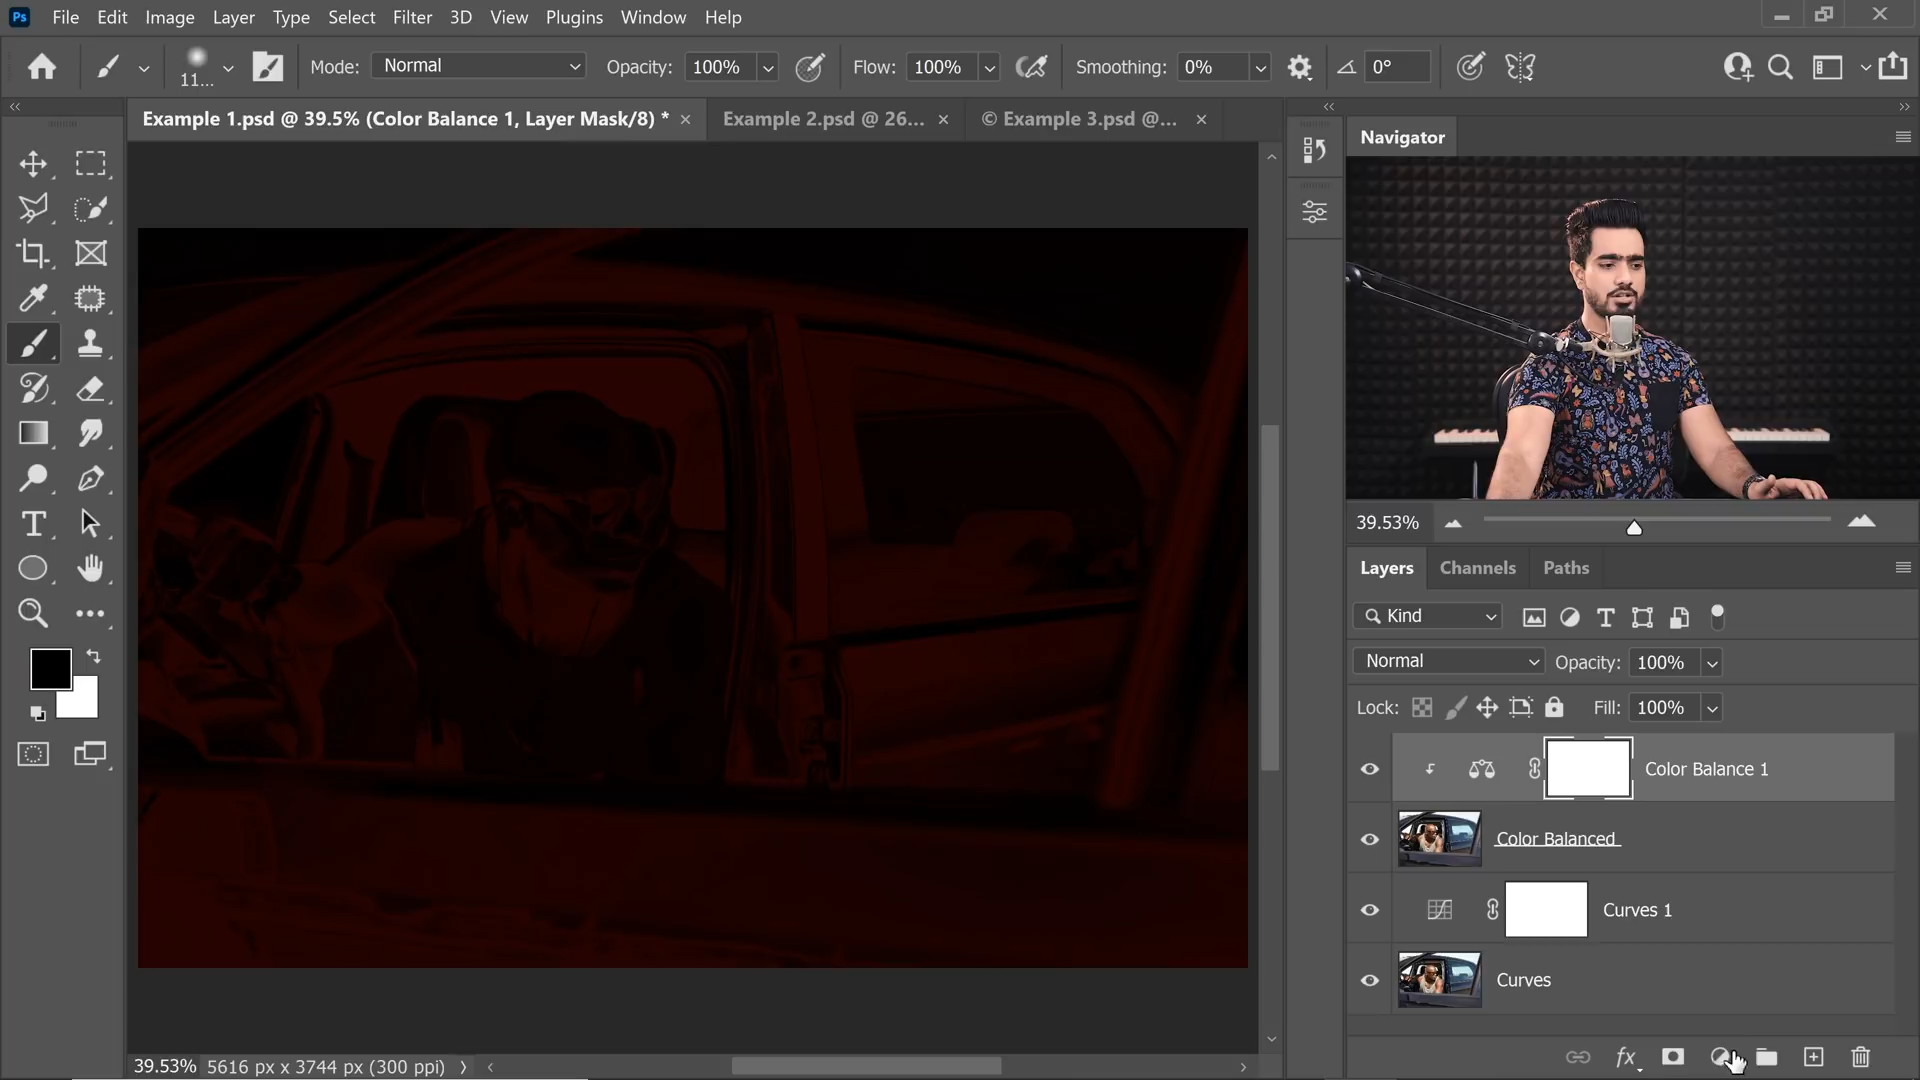 Ps File Edit Image Layer Type Select Filter 3D View Plugins Window Help
11... Mode: Normal Opacity: 100% Flow: 100% Smoothing: 0% 0°
Example 1.psd @ 39.5% (Color Balance 1, Layer Mask/8) * × Example 2.psd @ 26... × © Example 3.psd @... ×
Navigator
39.53%
Layers Channels Paths
Kind
Normal Opacity: 100%
Lock: Fill: 100%
Color Balance 1
Color Balanced
Curves 1
Curves
fx
39.53% 5616 px x 3744 px (300 ppi)